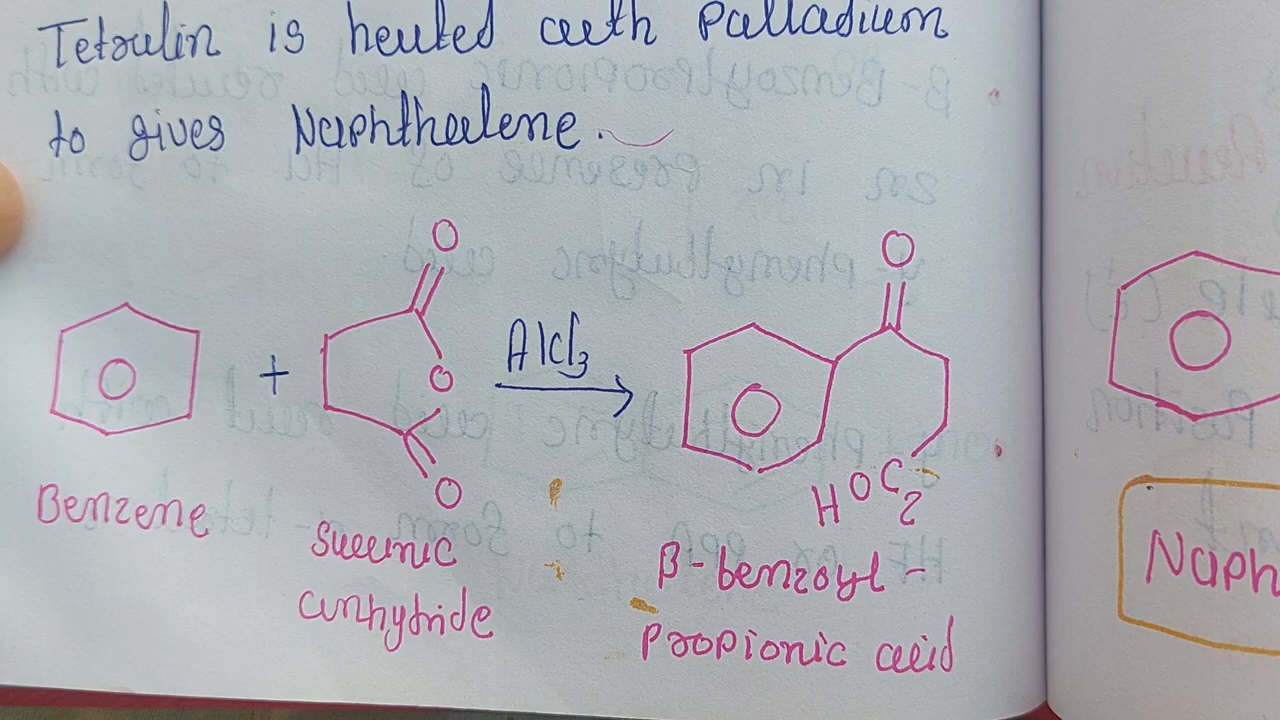 Tetralin is heated with palladium
to gives Naphthalene.
O
O
+
AlCl3
O
O
HOC2
Benzene
Succinic
anhydride
β-benzoyl-
propionic acid
Naph